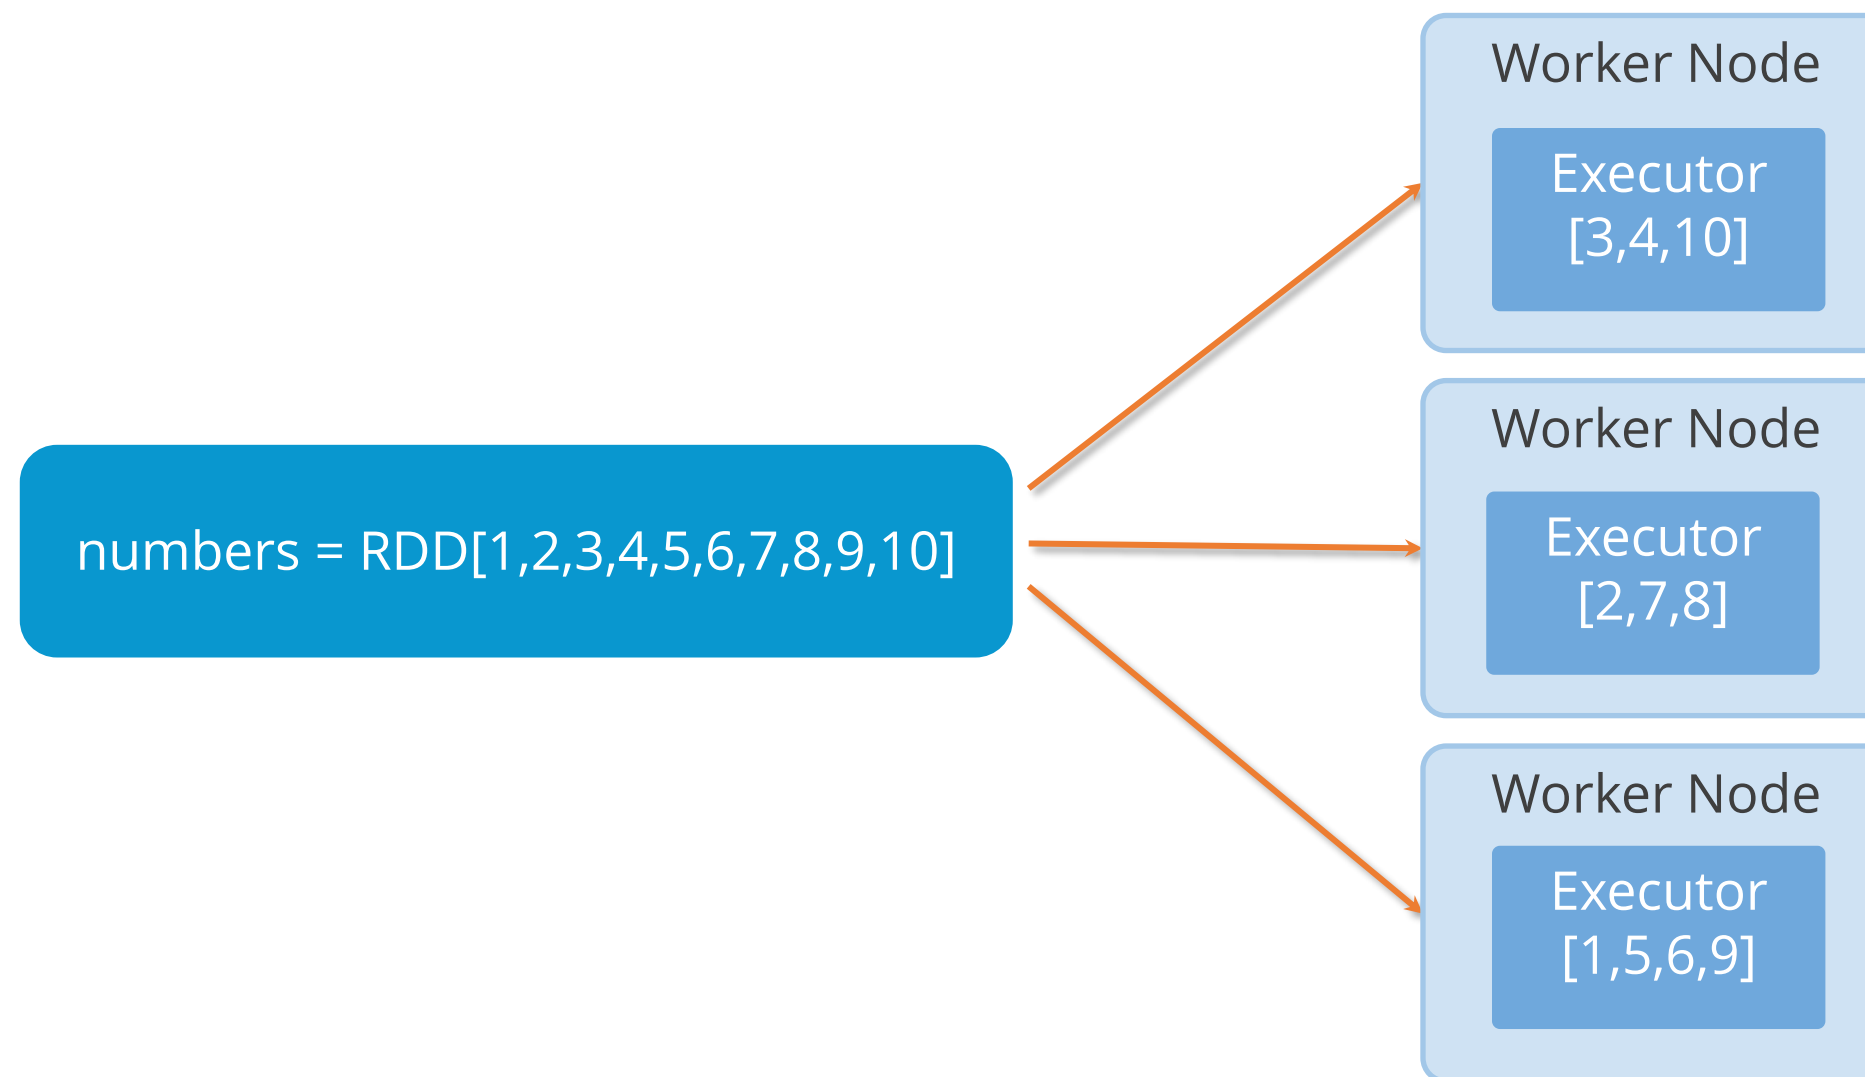 Worker Node
Executor
[3,4,10]
numbers = RDD[1,2,3,4,5,6,7,8,9,10]
Worker Node
Executor
[2,7,8]
Worker Node
Executor
[1,5,6,9]